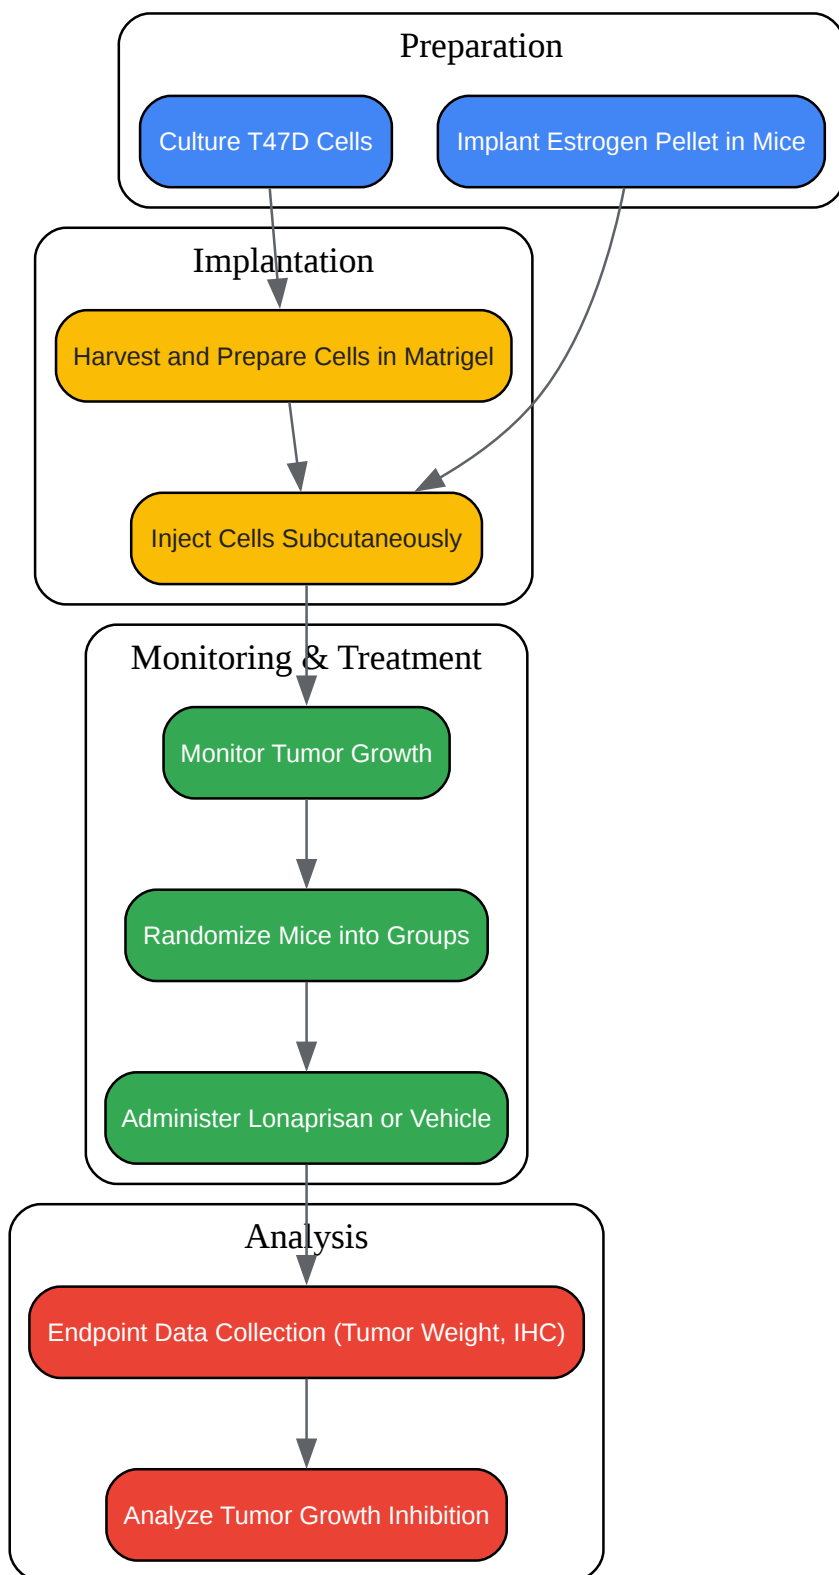 Preparation
Culture T47D Cells
Implant Estrogen Pellet in Mice
Implantation
Harvest and Prepare Cells in Matrigel
Inject Cells Subcutaneously
Monitoring & Treatment
Monitor Tumor Growth
Randomize Mice into Groups
Administer Lonaprisan or Vehicle
Analysis
Endpoint Data Collection (Tumor Weight, IHC)
Analyze Tumor Growth Inhibition